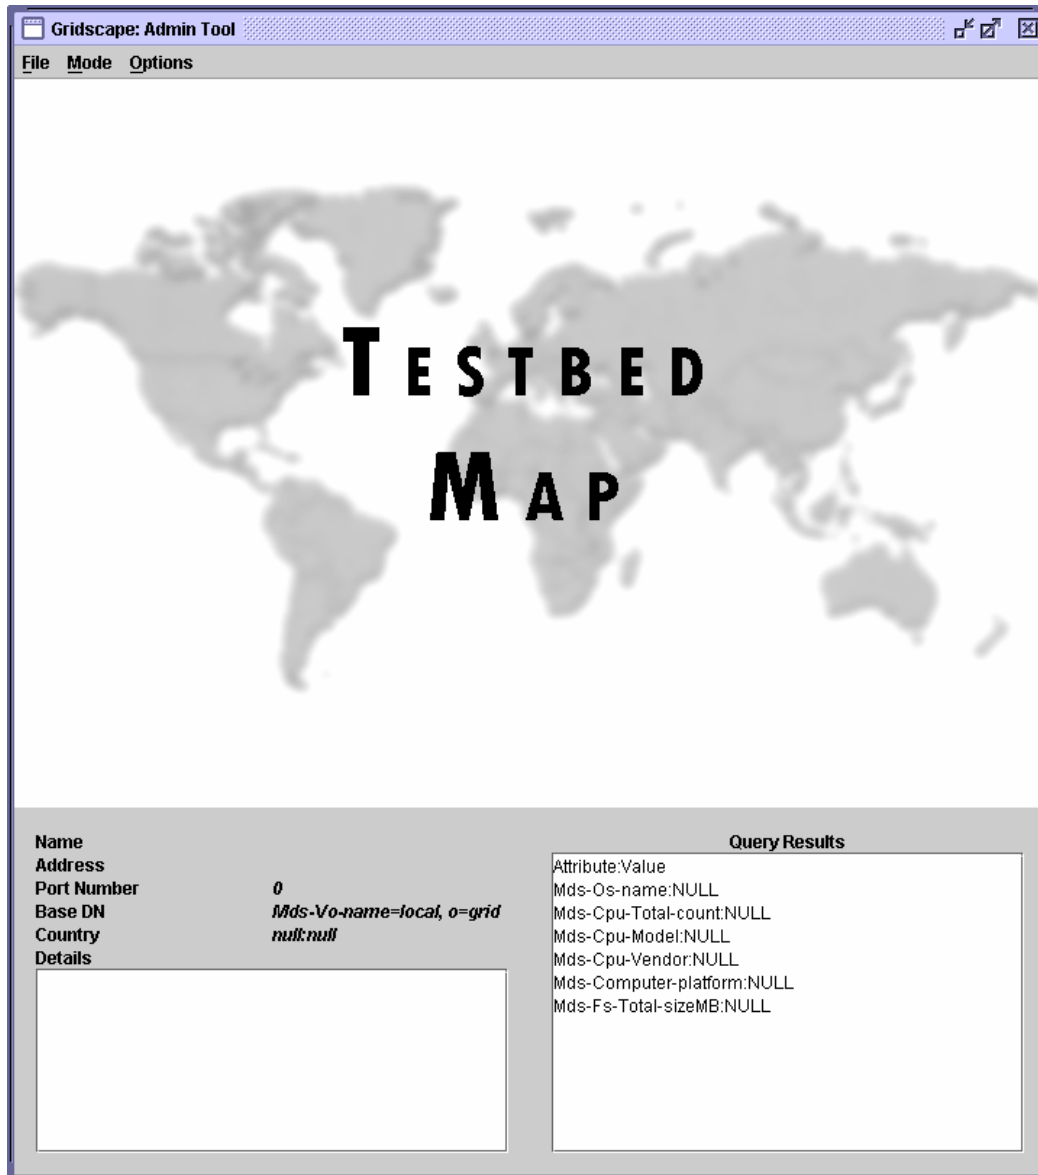 Gridscape: Admin Tool
File Mode Options
TESTBED
MAP
Name
Address
Port Number 0
Base DN Mds-Vo-name=local, o=grid
Country null:null
Details
Query Results
Attribute:Value
Mds-Os-name:NULL
Mds-Cpu-Total-count:NULL
Mds-Cpu-Model:NULL
Mds-Cpu-Vendor:NULL
Mds-Computer-platform:NULL
Mds-Fs-Total-sizeMB:NULL